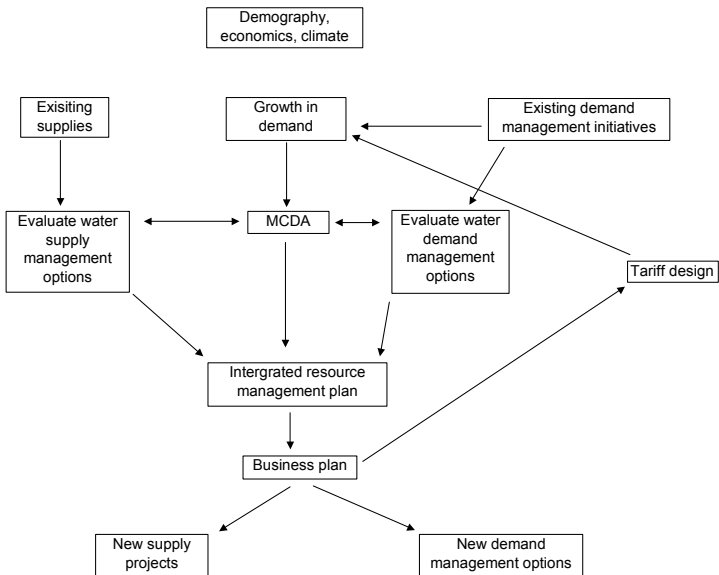 Demography,
economics, climate
Exisiting
supplies
Growth in
demand
Existing demand
management initiatives
Evaluate water
supply
management
options
MCDA
Evaluate water
demand
management
options
Tariff design
Intergrated resource
management plan
Business plan
New supply
projects
New demand
management options